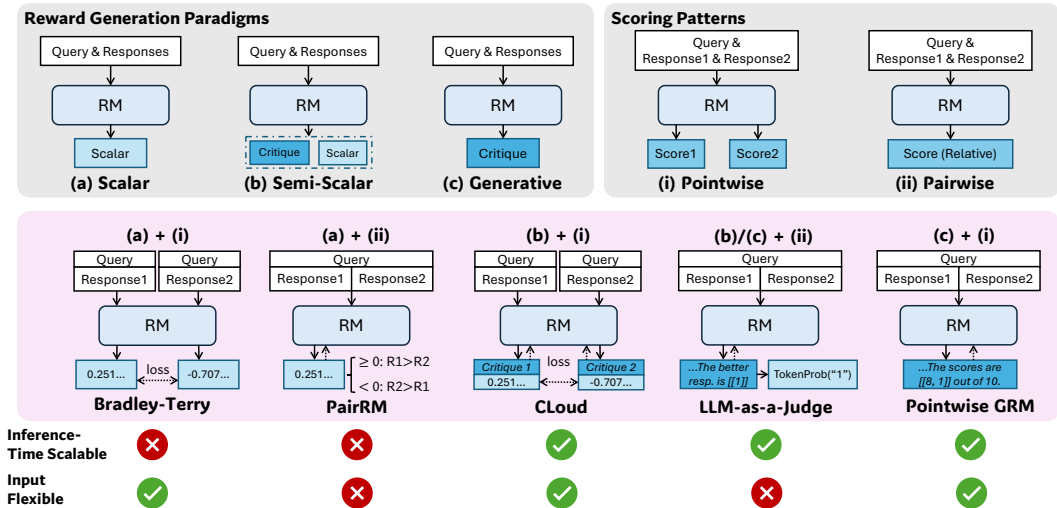 Reward Generation Paradigms
Query & Responses
RM
Scalar
(a) Scalar
Query & Responses
RM
Critique
Scalar
(b) Semi-Scalar
Query & Responses
RM
Critique
(c) Generative
Scoring Patterns
Query &
Response1 & Response2
RM
Score1
Score2
(i) Pointwise
Query &
Response1 & Response2
RM
Score (Relative)
(ii) Pairwise
(a) + (i)
Query
Query
Response1
Response2
RM
0.251...
loss
-0.707...
Bradley-Terry
(a) + (ii)
Query
Response1
Response2
RM
0.251...
≥ 0: R1>R2
< 0: R2>R1
PairRM
(b) + (i)
Query
Query
Response1
Response2
RM
Critique 1
0.251...
loss
Critique 2
-0.707...
CLoud
(b)/(c) + (ii)
Query
Response1
Response2
RM
...The better
resp. is [[1]]
TokenProb("1")
LLM-as-a-Judge
(c) + (i)
Query
Response1
Response2
RM
...The scores are
[[8, 1]] out of 10.
Pointwise GRM
Inference-
Time Scalable
Input
Flexible